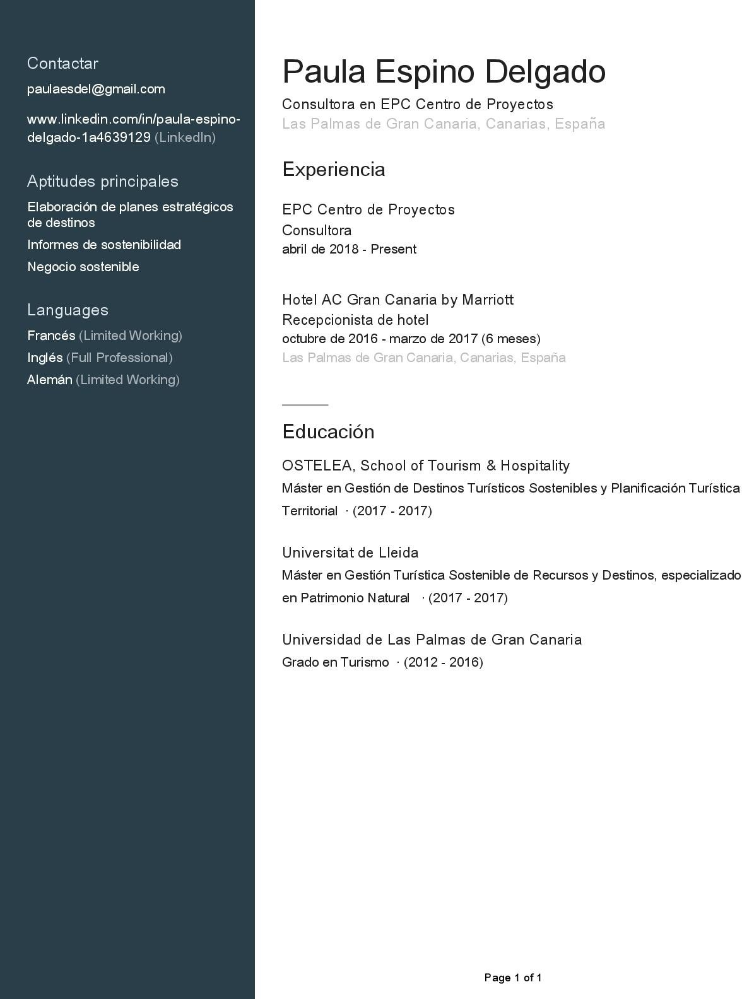 Contactar
paulaesdel@gmail.com
www.linkedin.com/in/paula-espino-
delgado-1a4639129 (LinkedIn)
Aptitudes principales
Elaboración de planes estratégicos
de destinos
Informes de sostenibilidad
Negocio sostenible
Languages
Francés (Limited Working)
Inglés (Full Professional)
Alemán (Limited Working)
Paula Espino Delgado
Consultora en EPC Centro de Proyectos
Las Palmas de Gran Canaria, Canarias, España
Experiencia
EPC Centro de Proyectos
Consultora
abril de 2018 - Present
Hotel AC Gran Canaria by Marriott
Recepcionista de hotel
octubre de 2016 - marzo de 2017 (6 meses)
Las Palmas de Gran Canaria, Canarias, España
Educación
OSTELEA, School of Tourism & Hospitality
Máster en Gestión de Destinos Turísticos Sostenibles y Planificación Turística
Territorial · (2017 - 2017)
Universitat de Lleida
Máster en Gestión Turística Sostenible de Recursos y Destinos, especializado
en Patrimonio Natural · (2017 - 2017)
Universidad de Las Palmas de Gran Canaria
Grado en Turismo · (2012 - 2016)
Page 1 of 1